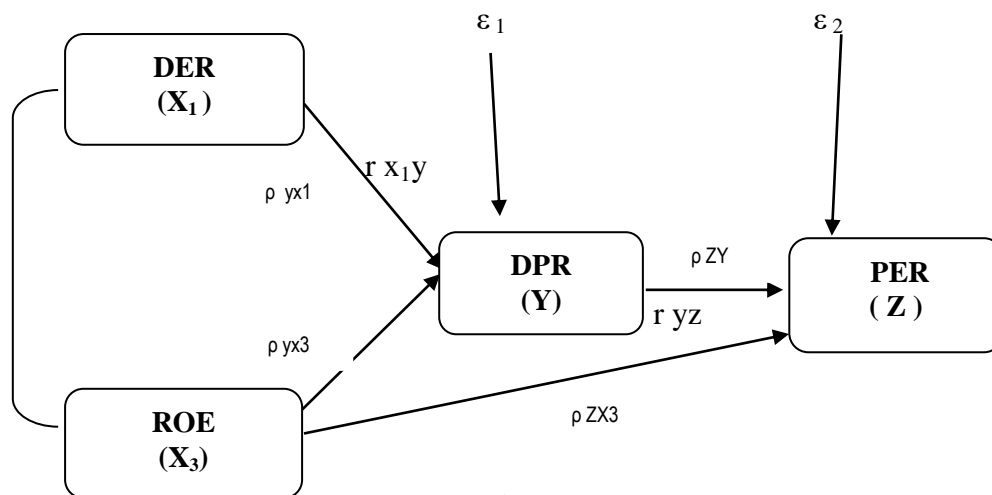 ε 1
ε 2
DER
(X₁ )
r x₁y
ρ yx1
DPR
(Y)
ρ ZY
r yz
PER
( Z )
ρ yx3
ρ ZX3
ROE
(X₃)